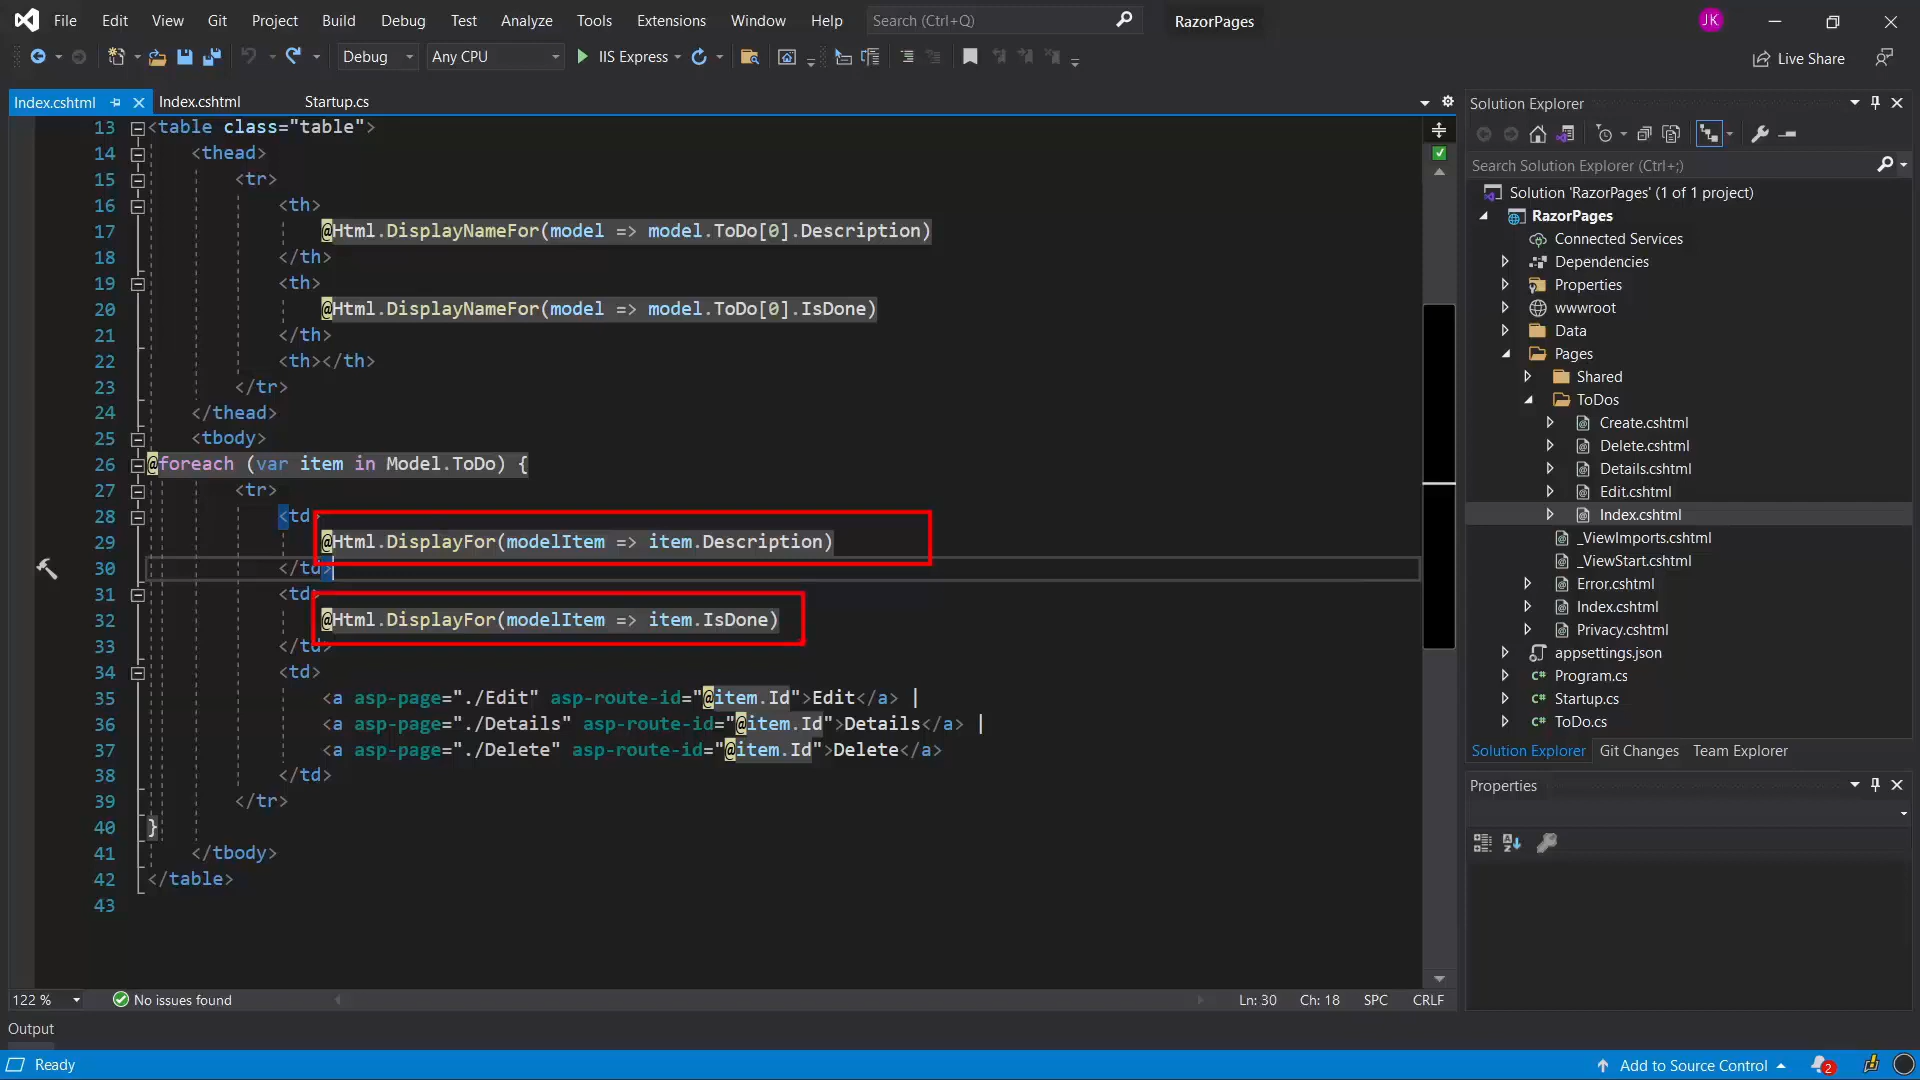 File Edit View Git Project Build Debug Test Analyze Tools Extensions Window Help Search (Ctrl+Q) RazorPages JK
Debug Any CPU IIS Express Live Share
Index.cshtml Index.cshtml Startup.cs
13 <table class="table">
14 <thead>
15 <tr>
16 <th>
17 @Html.DisplayNameFor(model => model.ToDo[0].Description)
18 </th>
19 <th>
20 @Html.DisplayNameFor(model => model.ToDo[0].IsDone)
21 </th>
22 <th></th>
23 </tr>
24 </thead>
25 <tbody>
26 @foreach (var item in Model.ToDo) {
27 <tr>
28 <td>
29 @Html.DisplayFor(modelItem => item.Description)
30 </td>
31 <td>
32 @Html.DisplayFor(modelItem => item.IsDone)
33 </td>
34 <td>
35 <a asp-page="./Edit" asp-route-id="@item.Id">Edit</a> |
36 <a asp-page="./Details" asp-route-id="@item.Id">Details</a> |
37 <a asp-page="./Delete" asp-route-id="@item.Id">Delete</a>
38 </td>
39 </tr>
40 }
41 </tbody>
42 </table>
43
122 % No issues found Ln: 30 Ch: 18 SPC CRLF
Output
Solution Explorer
Search Solution Explorer (Ctrl+;)
Solution 'RazorPages' (1 of 1 project)
RazorPages
Connected Services
Dependencies
Properties
wwwroot
Data
Pages
Shared
ToDos
Create.cshtml
Delete.cshtml
Details.cshtml
Edit.cshtml
Index.cshtml
_ViewImports.cshtml
_ViewStart.cshtml
Error.cshtml
Index.cshtml
Privacy.cshtml
appsettings.json
C# Program.cs
C# Startup.cs
C# ToDo.cs
Solution Explorer Git Changes Team Explorer
Properties
Ready Add to Source Control 2